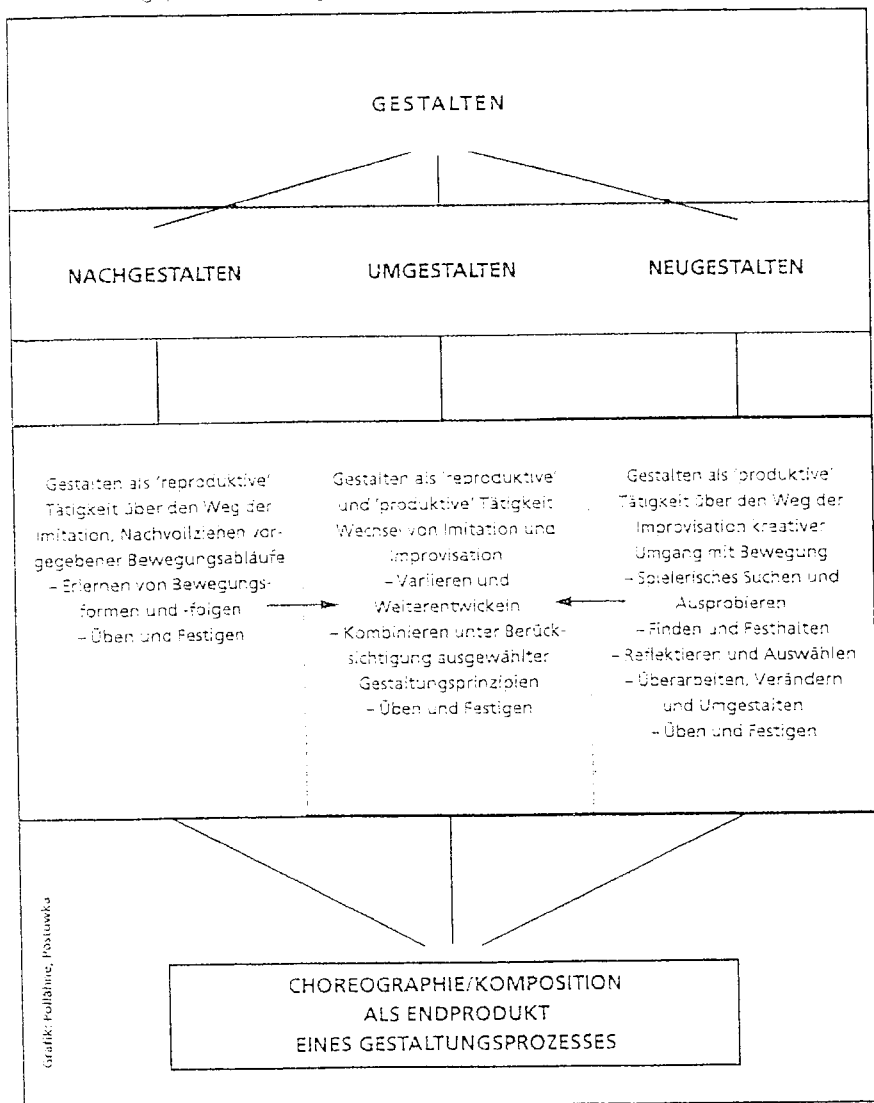 GESTALTEN
NACHGESTALTEN
UMGESTALTEN
NEUGESTALTEN
Gestalten als 'reproduktive'
Tätigkeit über den Weg der
Imitation, Nachvollziehen vor-
gegebener Bewegungsabläufe
– Erlernen von Bewegungs-
formen und -folgen
– Üben und Festigen
Gestalten als 'reproduktive'
und 'produktive' Tätigkeit
Wechsel von Imitation und
Improvisation
– Variieren und
Weiterentwickeln
– Kombinieren unter Berück-
sichtigung ausgewählter
Gestaltungsprinzipien
– Üben und Festigen
Gestalten als 'produktive'
Tätigkeit über den Weg der
Improvisation kreativer
Umgang mit Bewegung
– Spielerisches Suchen und
Ausprobieren
– Finden und Festhalten
– Reflektieren und Auswählen
– Überarbeiten, Verändern
und Umgestalten
– Üben und Festigen
Grafik: Polláhne, Postuwka
CHOREOGRAPHIE/KOMPOSITION
ALS ENDPRODUKT
EINES GESTALTUNGSPROZESSES